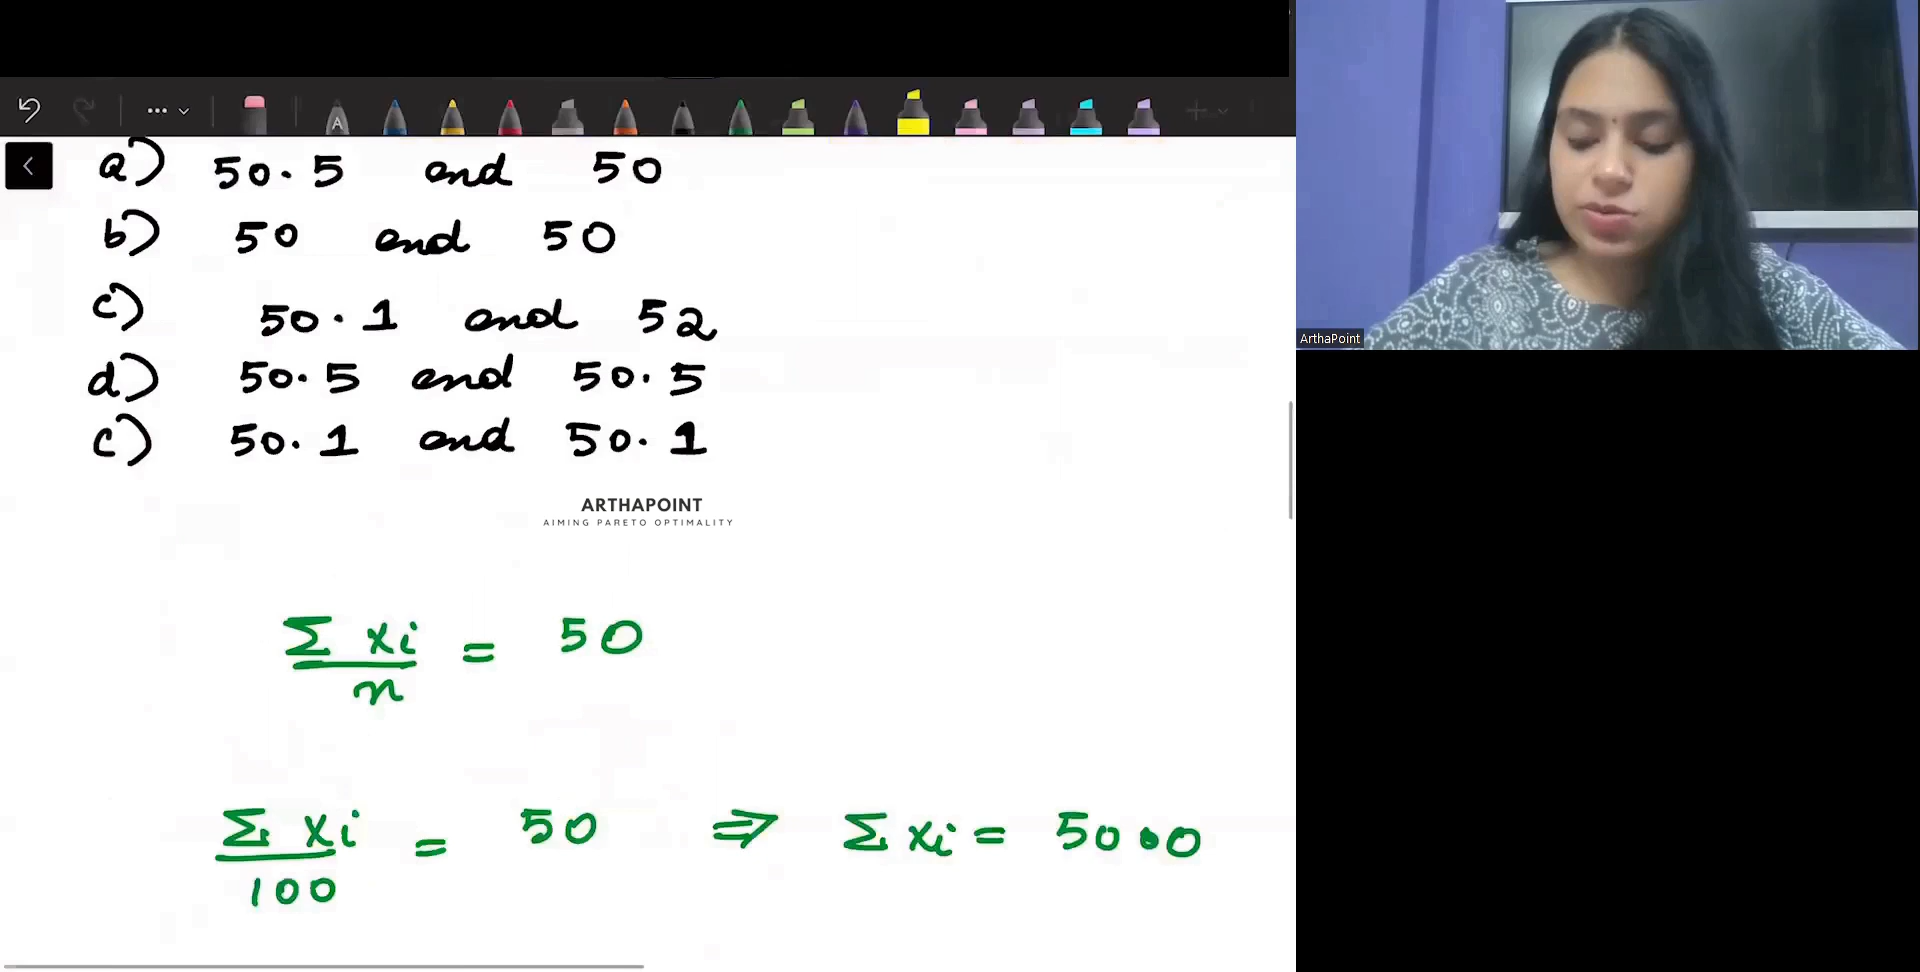 A
a) 50.5 and 50
b) 50 and 50
c) 50.1 and 52
d) 50.5 and 50.5
c) 50.1 and 50.1
ARTHAPOINT
AIMING PARETO OPTIMALITY
Σ xi / n = 50
Σ xi / 100 = 50 ⇒ Σ xi = 5000
ArthaPoint